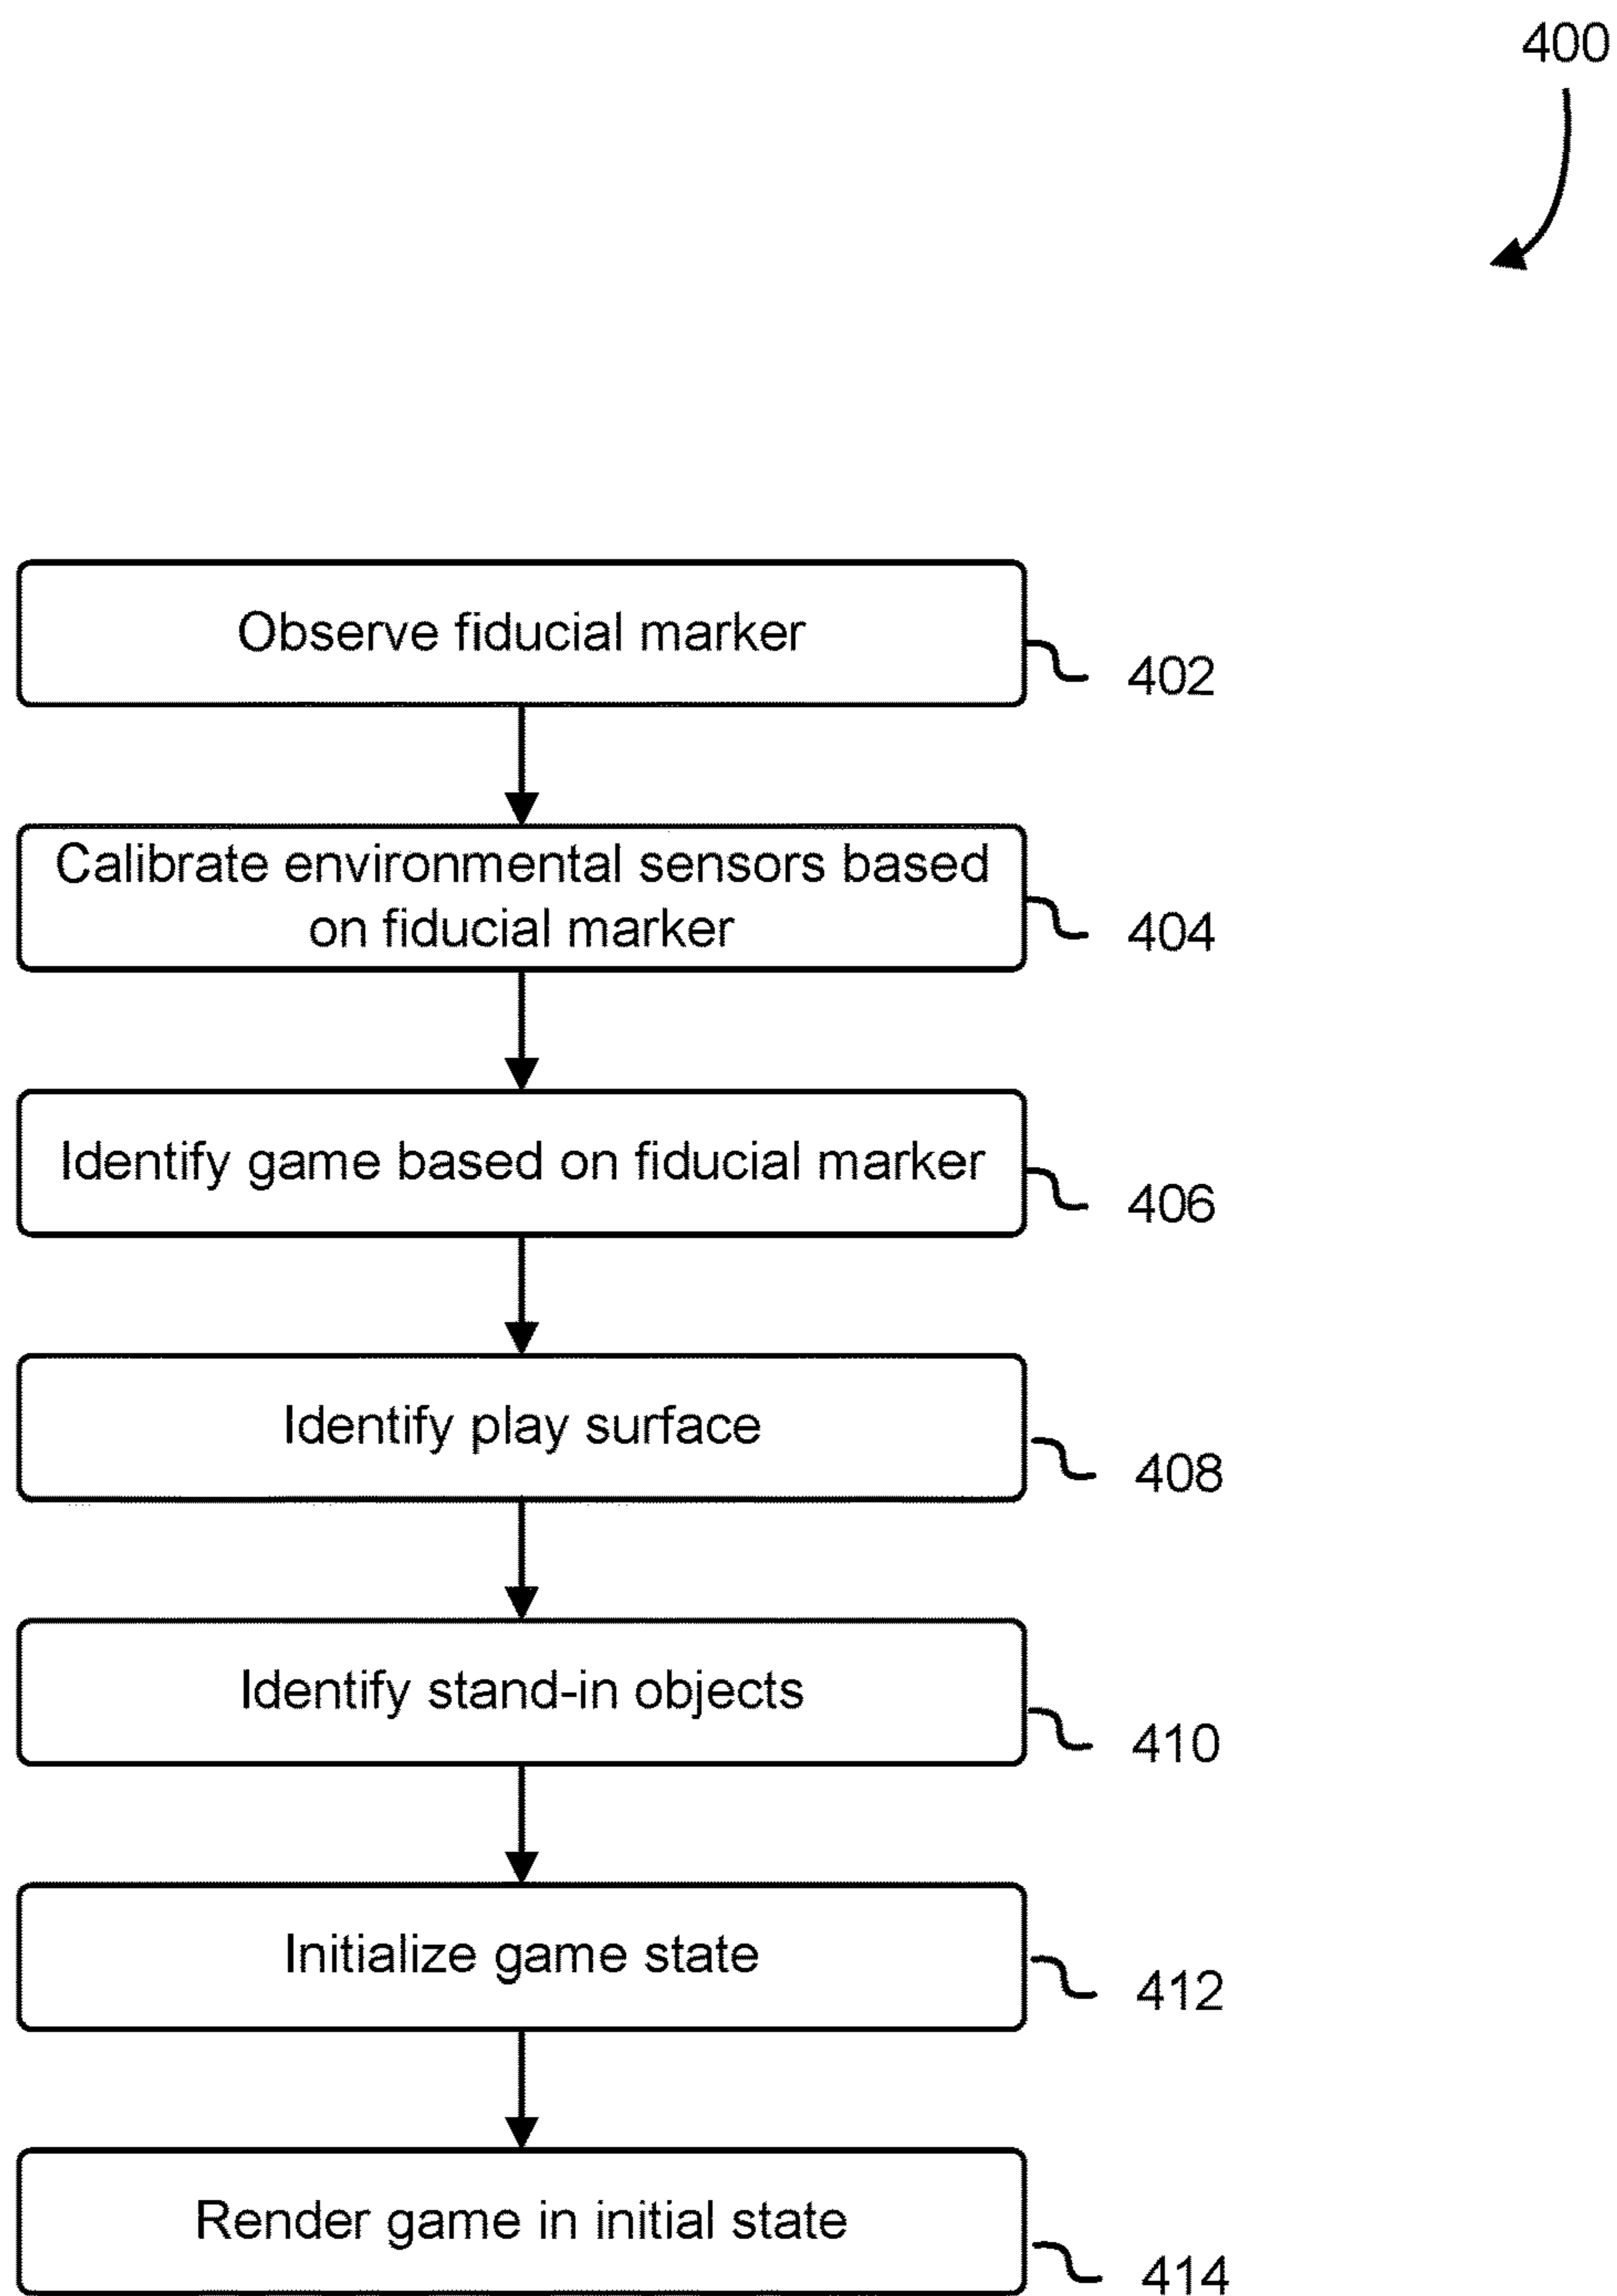 400
Observe fiducial marker
402
Calibrate environmental sensors based
on fiducial marker
404
Identify game based on fiducial marker
406
Identify play surface
408
Identify stand-in objects
410
Initialize game state
412
Render game in initial state
414